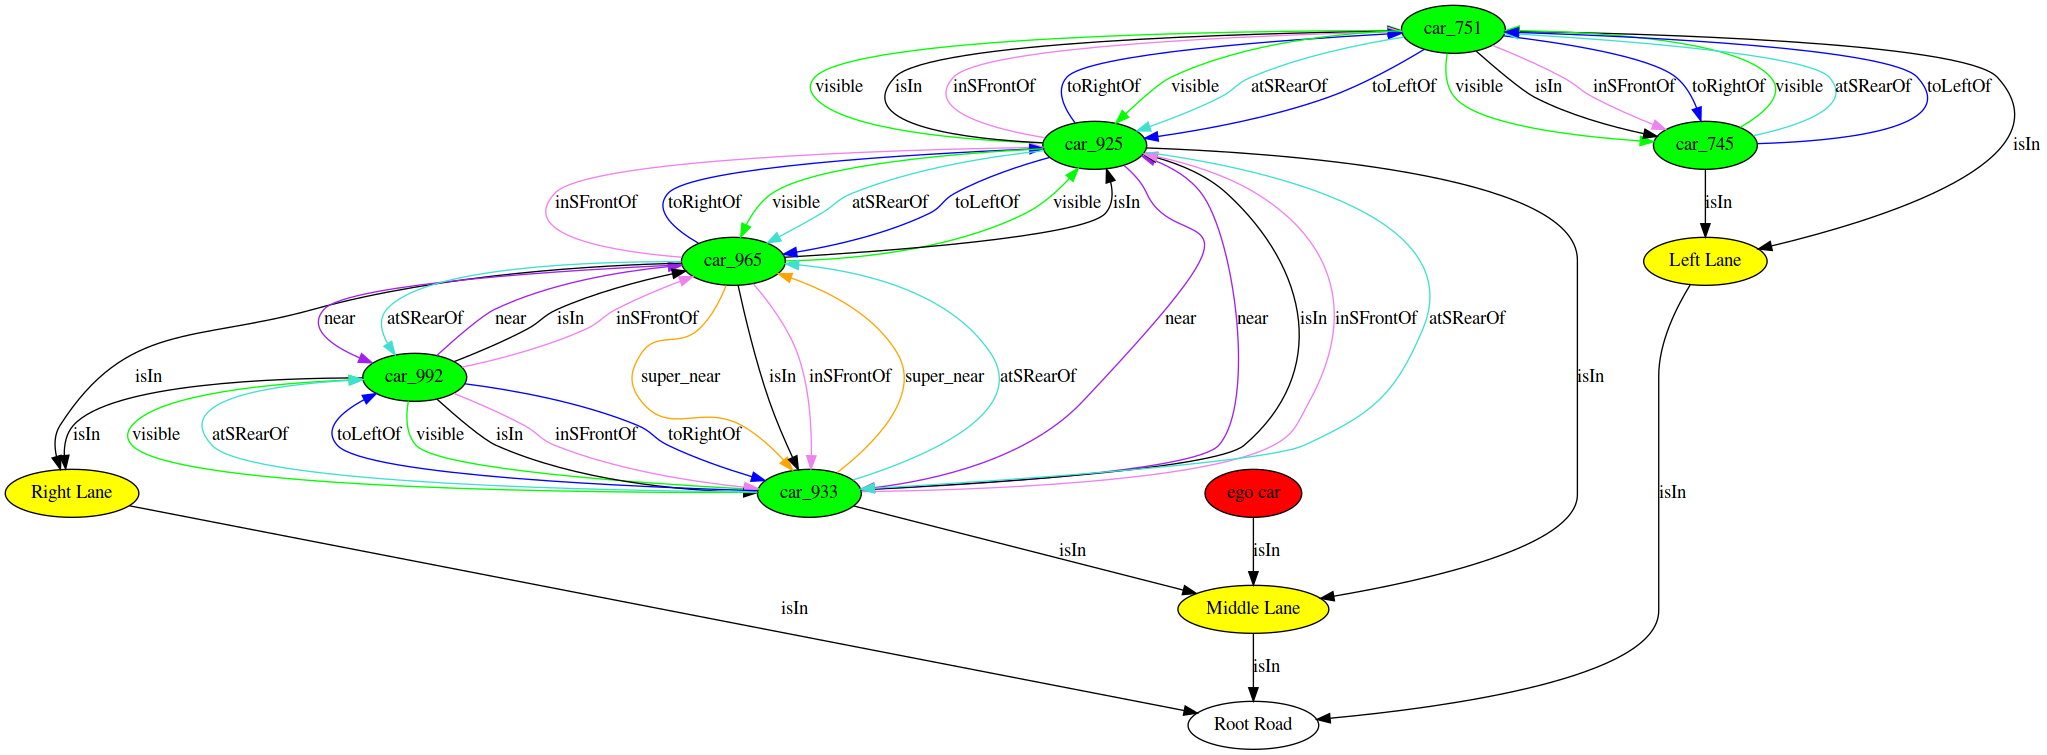 car_751
visible isIn inSFrontOf toRightOf visible atSRearOf toLeftOf visible isIn inSFrontOf toRightOf visible atSRearOf toLeftOf
car_925 car_745 isIn
inSFrontOf toRightOf visible atSRearOf toLeftOf visible isIn isIn
car_965 Left Lane
near atSRearOf near isIn inSFrontOf near near isIn inSFrontOf atSRearOf
isIn car_992 super_near isIn inSFrontOf super_near atSRearOf isIn
isIn visible atSRearOf toLeftOf visible isIn inSFrontOf toRightOf
Right Lane car_933 ego car isIn
isIn isIn
isIn Middle Lane
isIn
Root Road